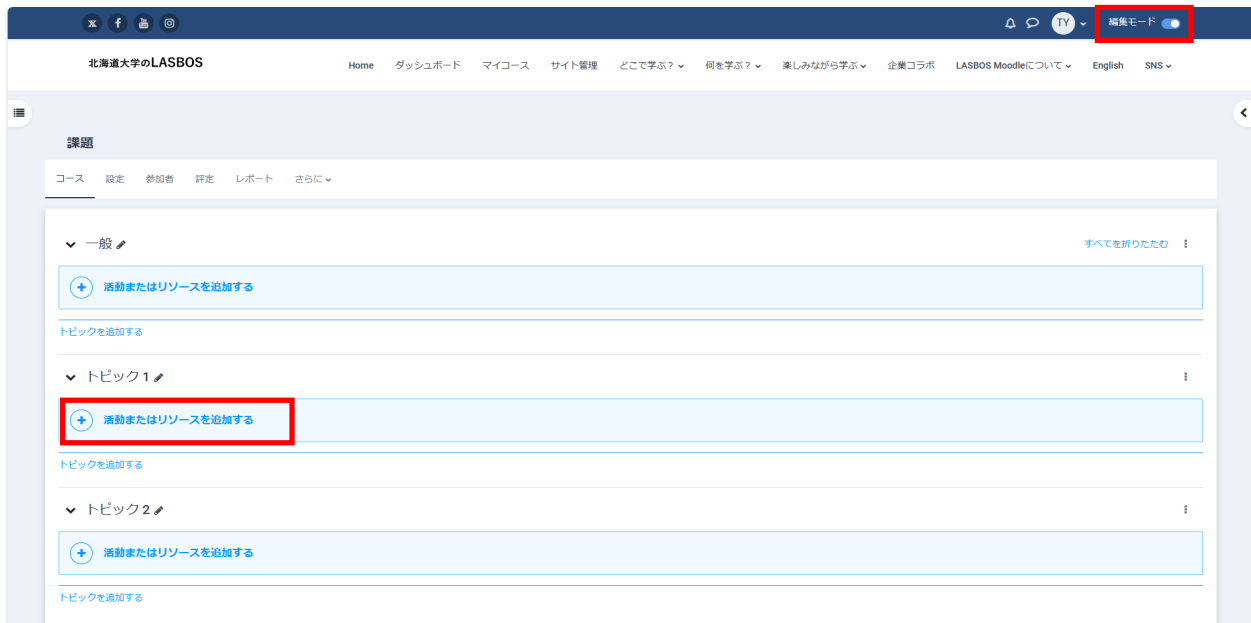 TY 編集モード
北海道大学のLASBOS Home ダッシュボード マイコース サイト管理 どこで学ぶ? 何を学ぶ? 楽しみながら学ぶ 企業コラボ LASBOS Moodleについて English SNS
課題
コース 設定 参加者 評定 レポート さらに
一般 すべてを折りたたむ
活動またはリソースを追加する
トピックを追加する
トピック 1
活動またはリソースを追加する
トピックを追加する
トピック 2
活動またはリソースを追加する
トピックを追加する